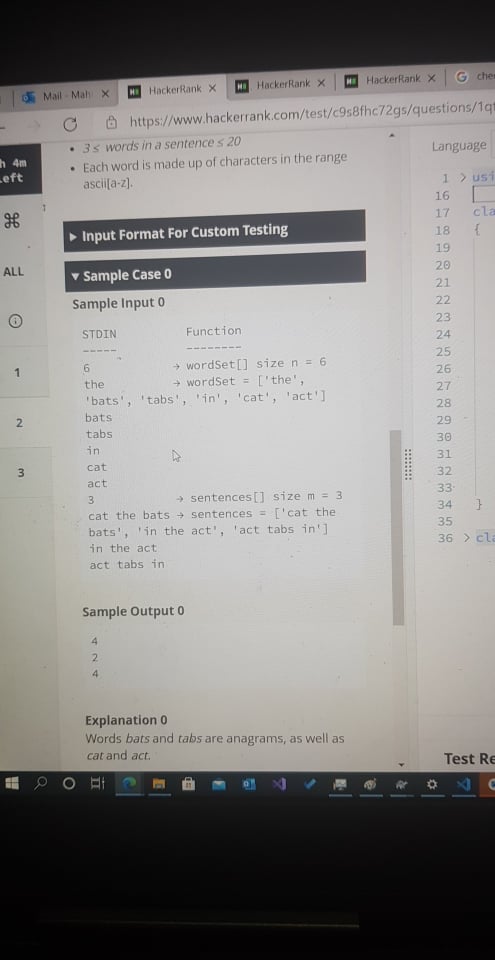 Mail - Mah × HackerRank × HackerRank × HackerRank × G che
https://www.hackerrank.com/test/c9s8fhc72gs/questions/1q
h 4m
left
ALL
1
2
3
• 3 ≤ words in a sentence ≤ 20
• Each word is made up of characters in the range
ascii[a-z].
▸ Input Format For Custom Testing
▾ Sample Case 0
Sample Input 0
STDIN Function
----- --------
6 → wordSet[] size n = 6
the → wordSet = ['the',
'bats', 'tabs', 'in', 'cat', 'act']
bats
tabs
in
cat
act
3 → sentences[] size m = 3
cat the bats → sentences = ['cat the
bats', 'in the act', 'act tabs in']
in the act
act tabs in
Sample Output 0
4
2
4
Explanation 0
Words bats and tabs are anagrams, as well as
cat and act.
Language
1 > usi
16
17 cla
18 {
19
20
21
22
23
24
25
26
27
28
29
30
31
32
33
34 }
35
36 > cla
Test Re